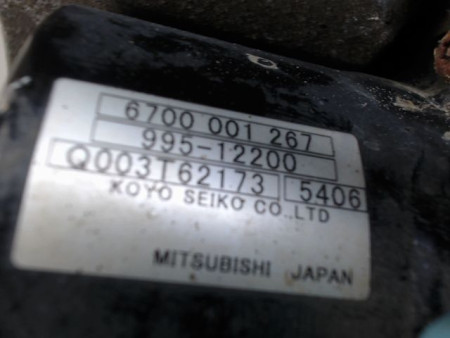 6700 001 267
995-12200
Q003T62173 5406
KOYO SEIKO CO.,LTD
MITSUBISHI JAPAN